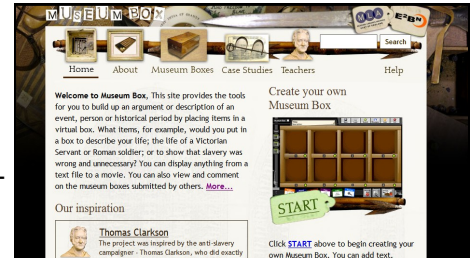 MUSEUM BOX
MLA
E2BN
Search
Home About Museum Boxes Case Studies Teachers Help
Welcome to Museum Box, This site provides the tools
for you to build up an argument or description of an
event, person or historical period by placing items in a
virtual box. What items, for example, would you put in
a box to describe your life; the life of a Victorian
Servant or Roman soldier; or to show that slavery was
wrong and unnecessary? You can display anything from a
text file to a movie. You can also view and comment
on the museum boxes submitted by others. More...
Our inspiration
Thomas Clarkson
The project was inspired by the anti-slavery
campaigner - Thomas Clarkson, who did exactly
Create your own
Museum Box
START
Click START above to begin creating your
own Museum Box. You can add text,